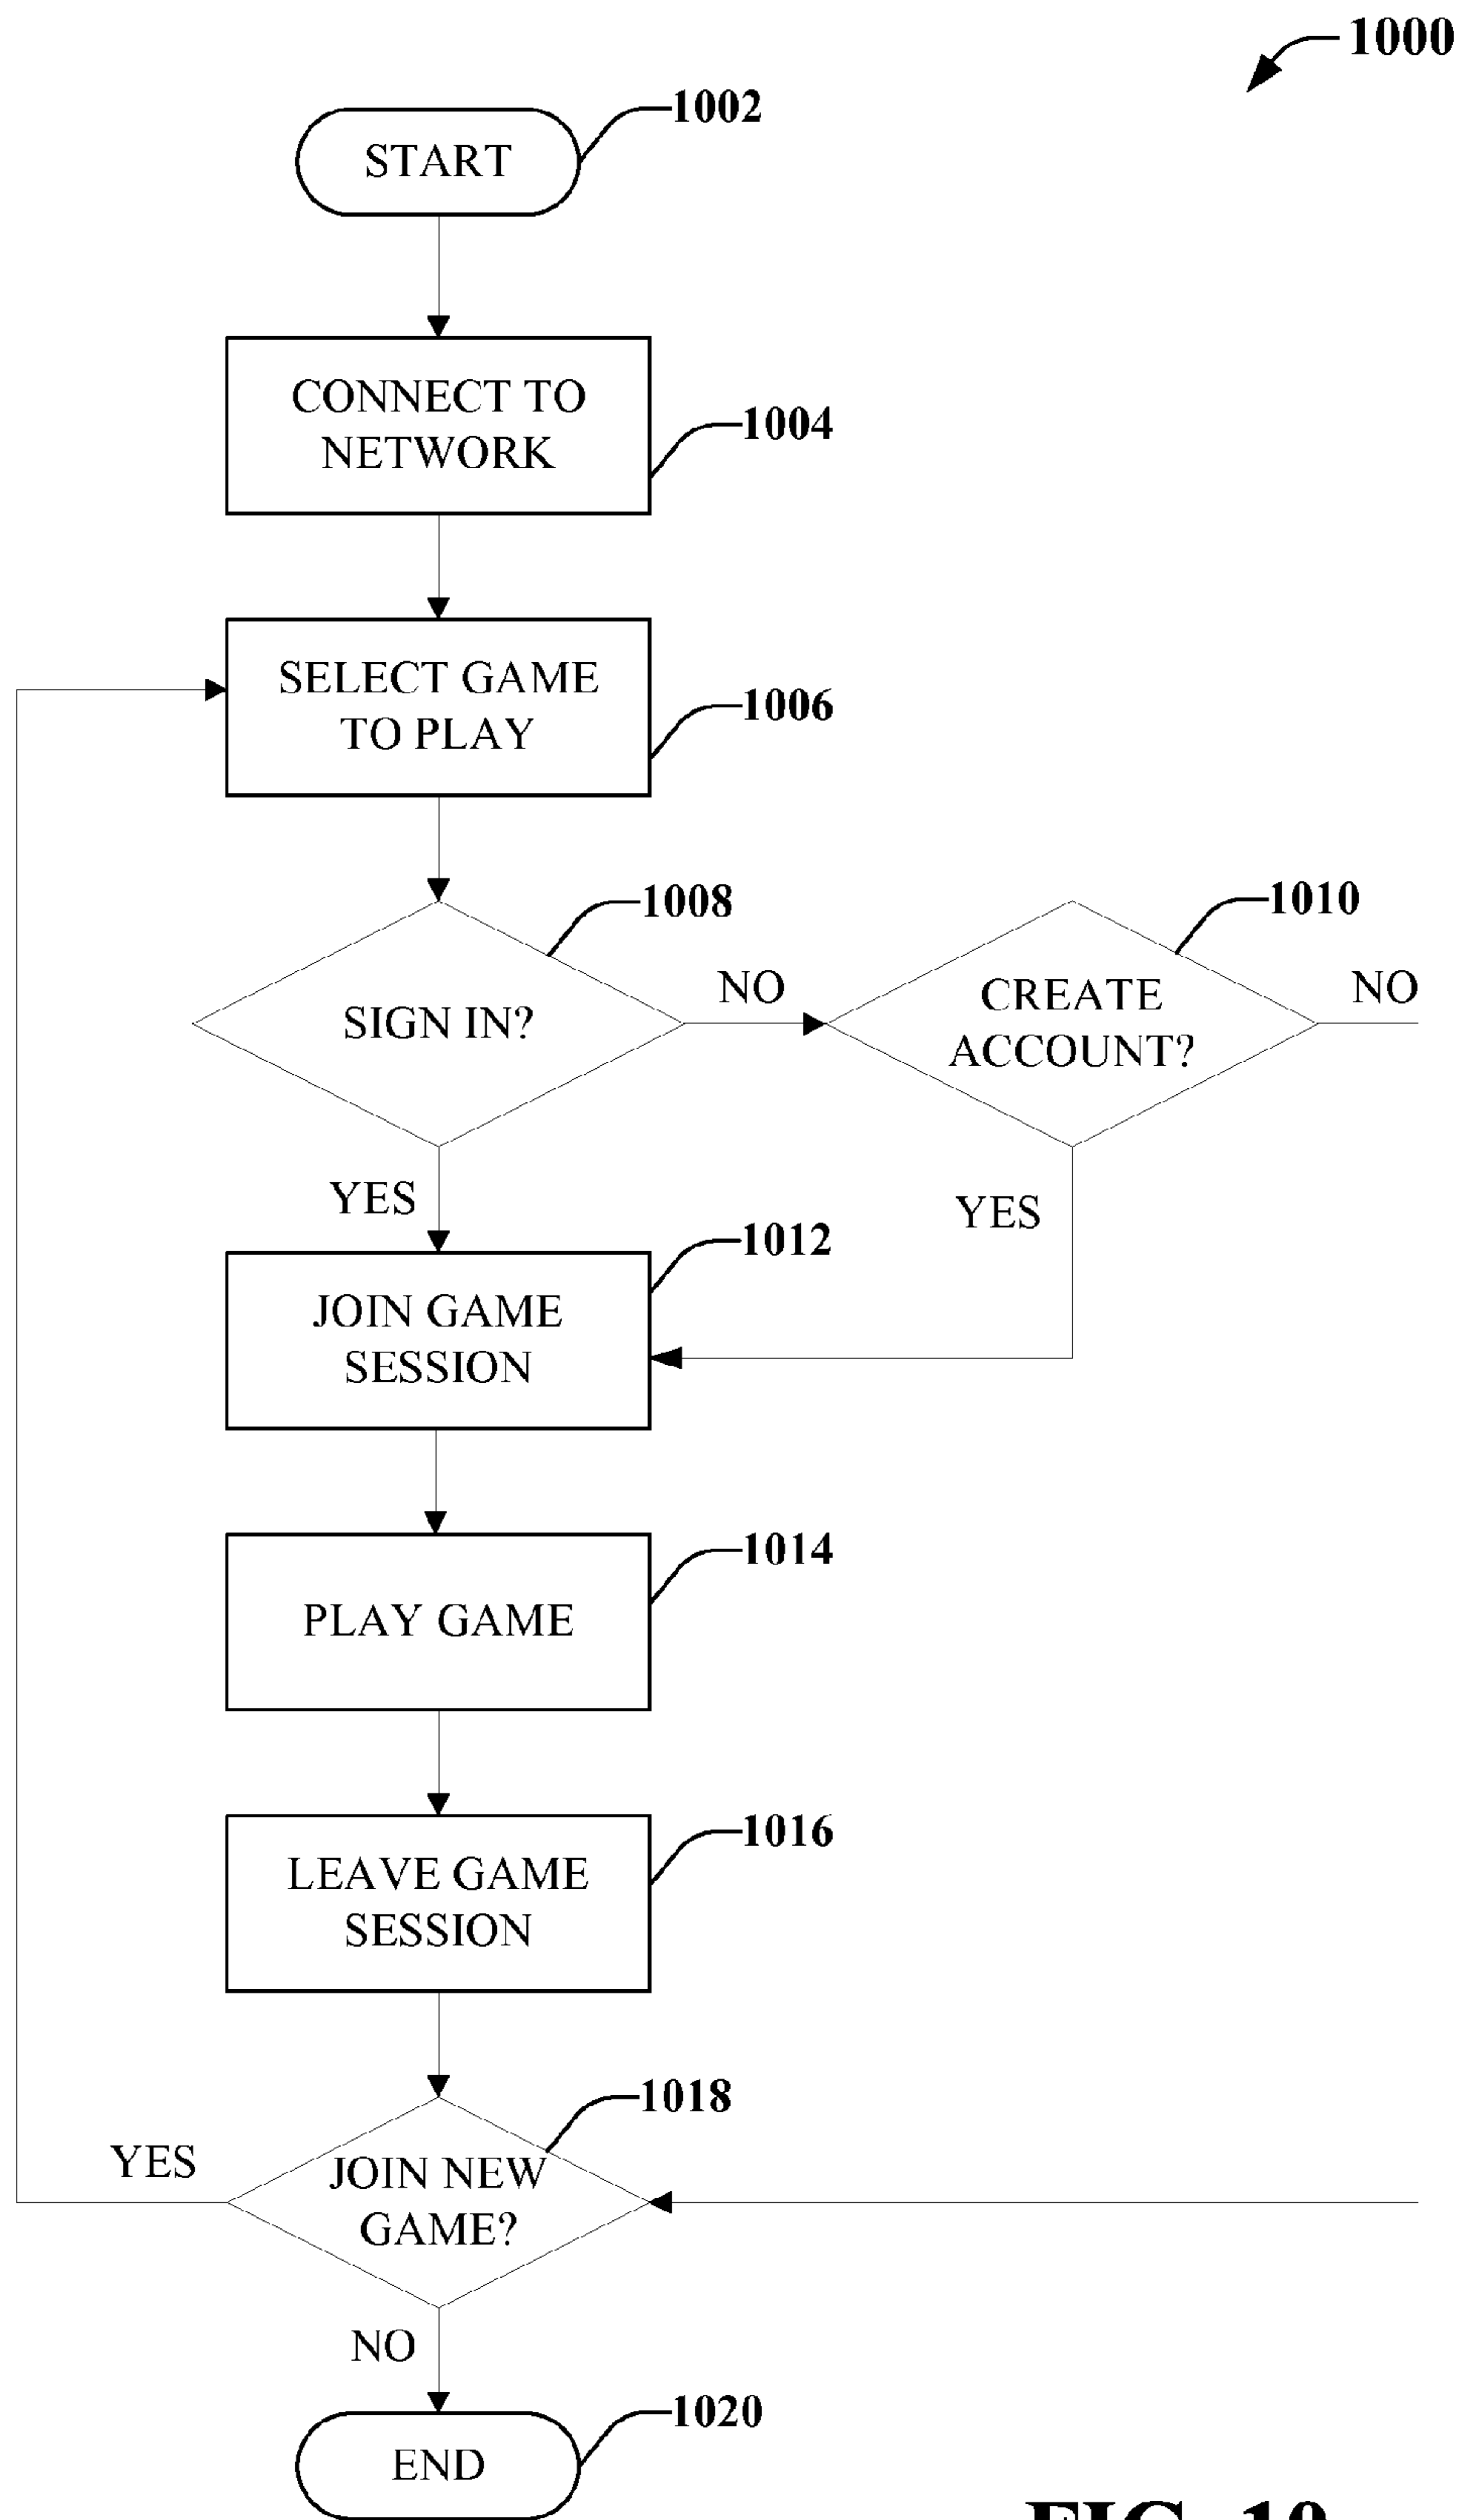 1000
1002
START
CONNECT TO
NETWORK
1004
SELECT GAME
TO PLAY
1006
1008
SIGN IN?
NO
1010
CREATE
ACCOUNT?
NO
YES
YES
1012
JOIN GAME
SESSION
1014
PLAY GAME
1016
LEAVE GAME
SESSION
1018
YES
JOIN NEW
GAME?
NO
1020
END
FIG. 10